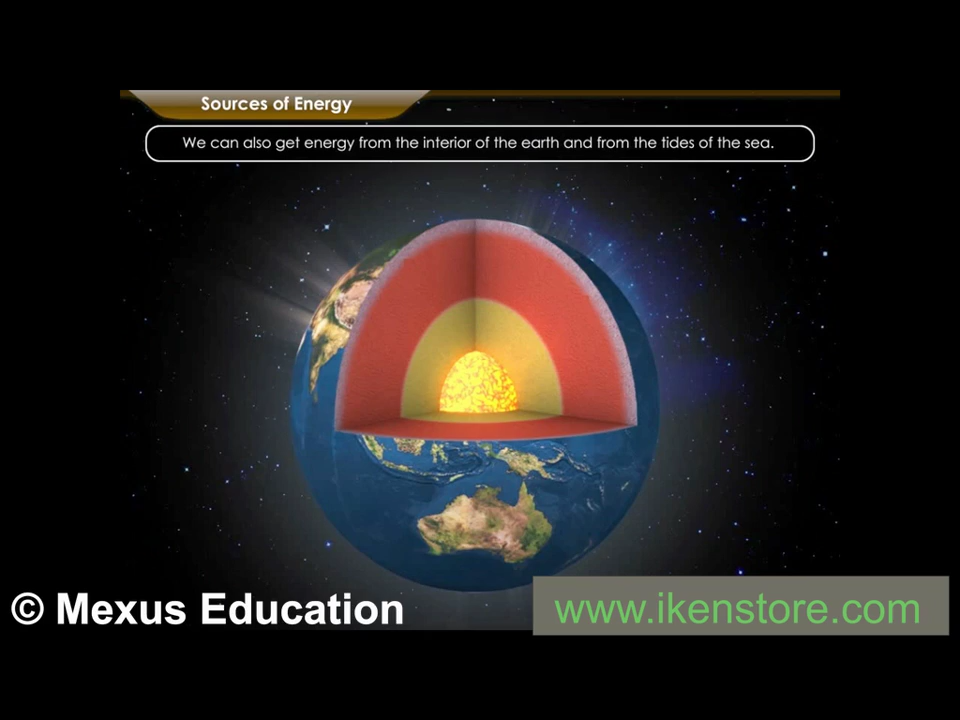 Sources of Energy
We can also get energy from the interior of the earth and from the tides of the sea.
© Mexus Education
www.ikenstore.com